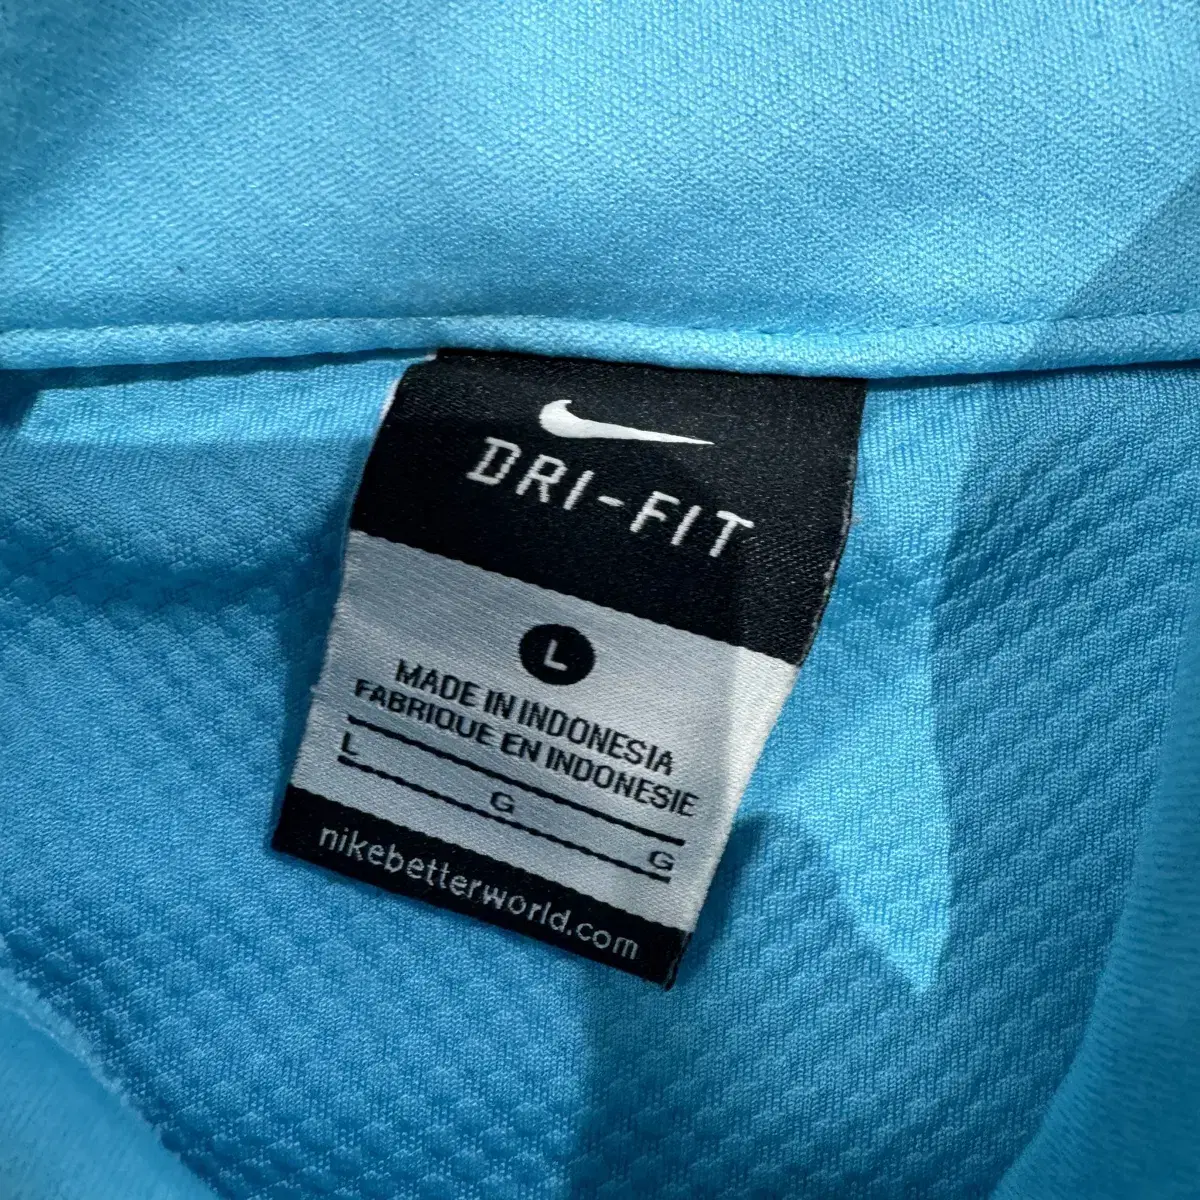 DRI-FIT
L
MADE IN INDONESIA
FABRIQUE EN INDONESIE
L
G
G
nikebetterworld.com